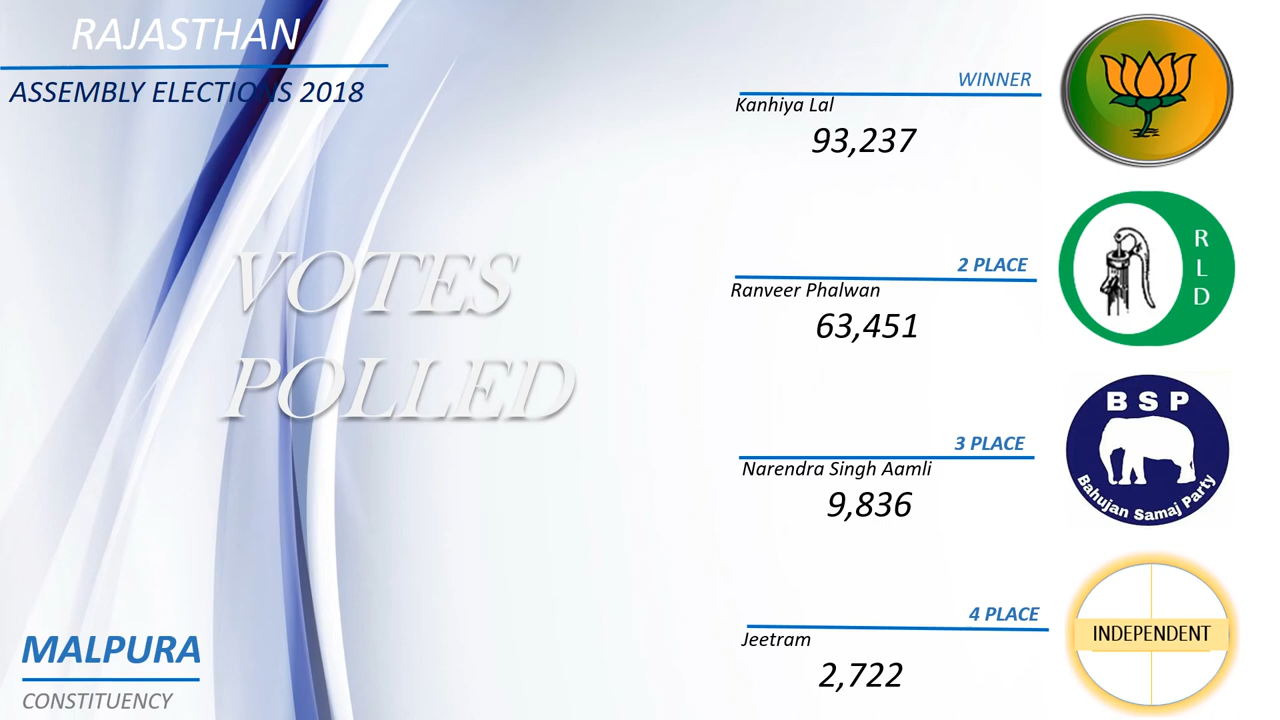 RAJASTHAN
ASSEMBLY ELECTIONS 2018
VOTES
POLLED
MALPURA
CONSTITUENCY
WINNER
Kanhiya Lal
93,237
2 PLACE
Ranveer Phalwan
63,451
R
L
D
3 PLACE
Narendra Singh Aamli
9,836
BSP
Bahujan Samaj Party
4 PLACE
Jeetram
2,722
INDEPENDENT